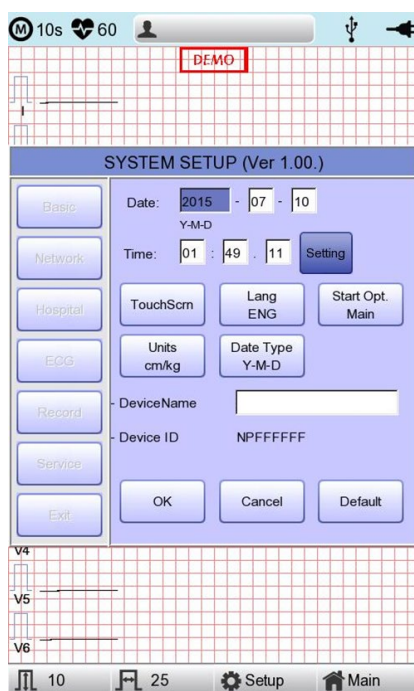 M 10s 60
DEMO
I
SYSTEM SETUP (Ver 1.00.)
Basic
Network
Hospital
ECG
Record
Service
Exit
Date: 2015 - 07 - 10
Y-M-D
Time: 01 : 49 . 11 Setting
TouchScrn
Lang
ENG
Start Opt.
Main
Units
cm/kg
Date Type
Y-M-D
- DeviceName
- Device ID NPFFFFFF
OK Cancel Default
V4
V5
V6
10 25 Setup Main